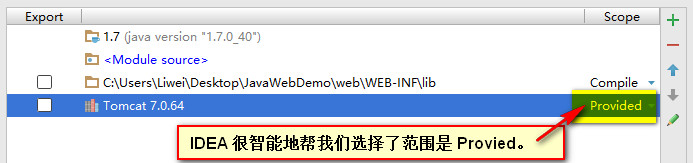 Export Scope
1.7 (java version "1.7.0_40")
<Module source>
C:\Users\Liwei\Desktop\JavaWebDemo\web\WEB-INF\lib Compile
Tomcat 7.0.64 Provided
IDEA 很智能地帮我们选择了范围是 Provied。